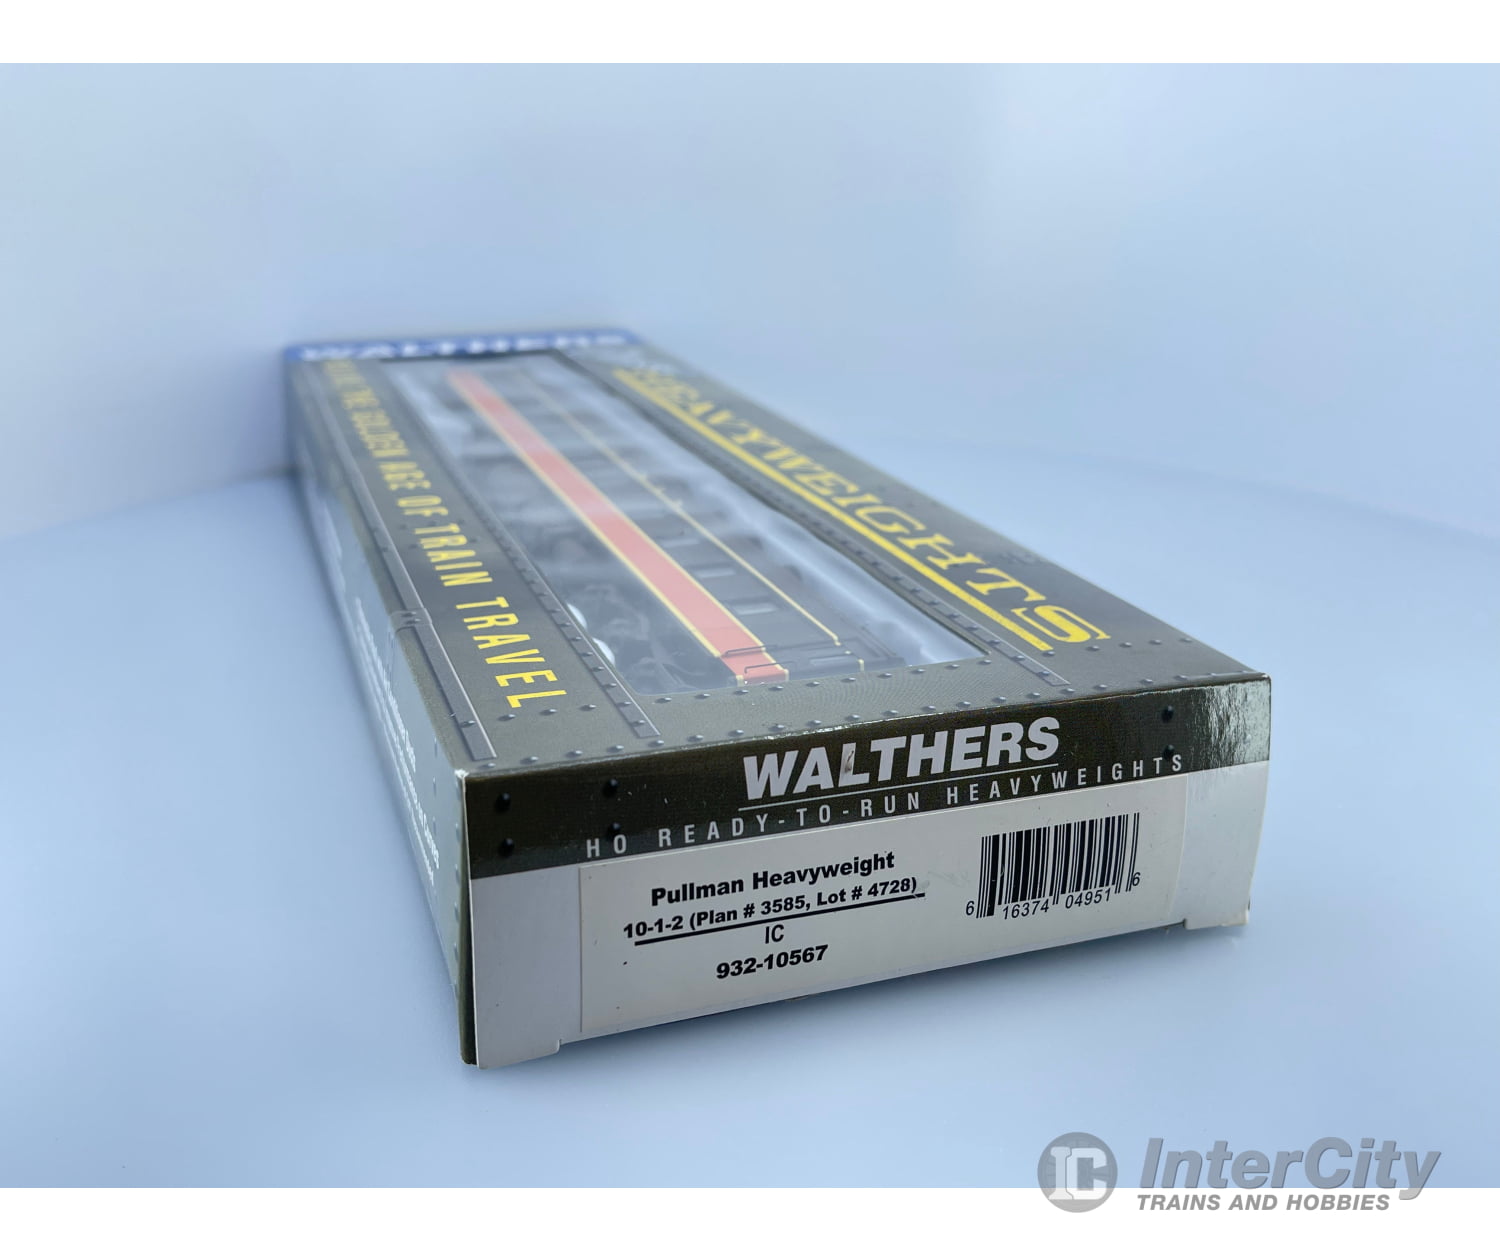 WALTHERS
HEAVYWEIGHTS
THE GOLDEN AGE OF TRAIN TRAVEL
WALTHERS
HO READY-TO-RUN HEAVYWEIGHTS
Pullman Heavyweight
10-1-2 (Plan # 3585, Lot # 4728)
IC
932-10567
6 16374 04951 6
IC InterCity
TRAINS AND HOBBIES